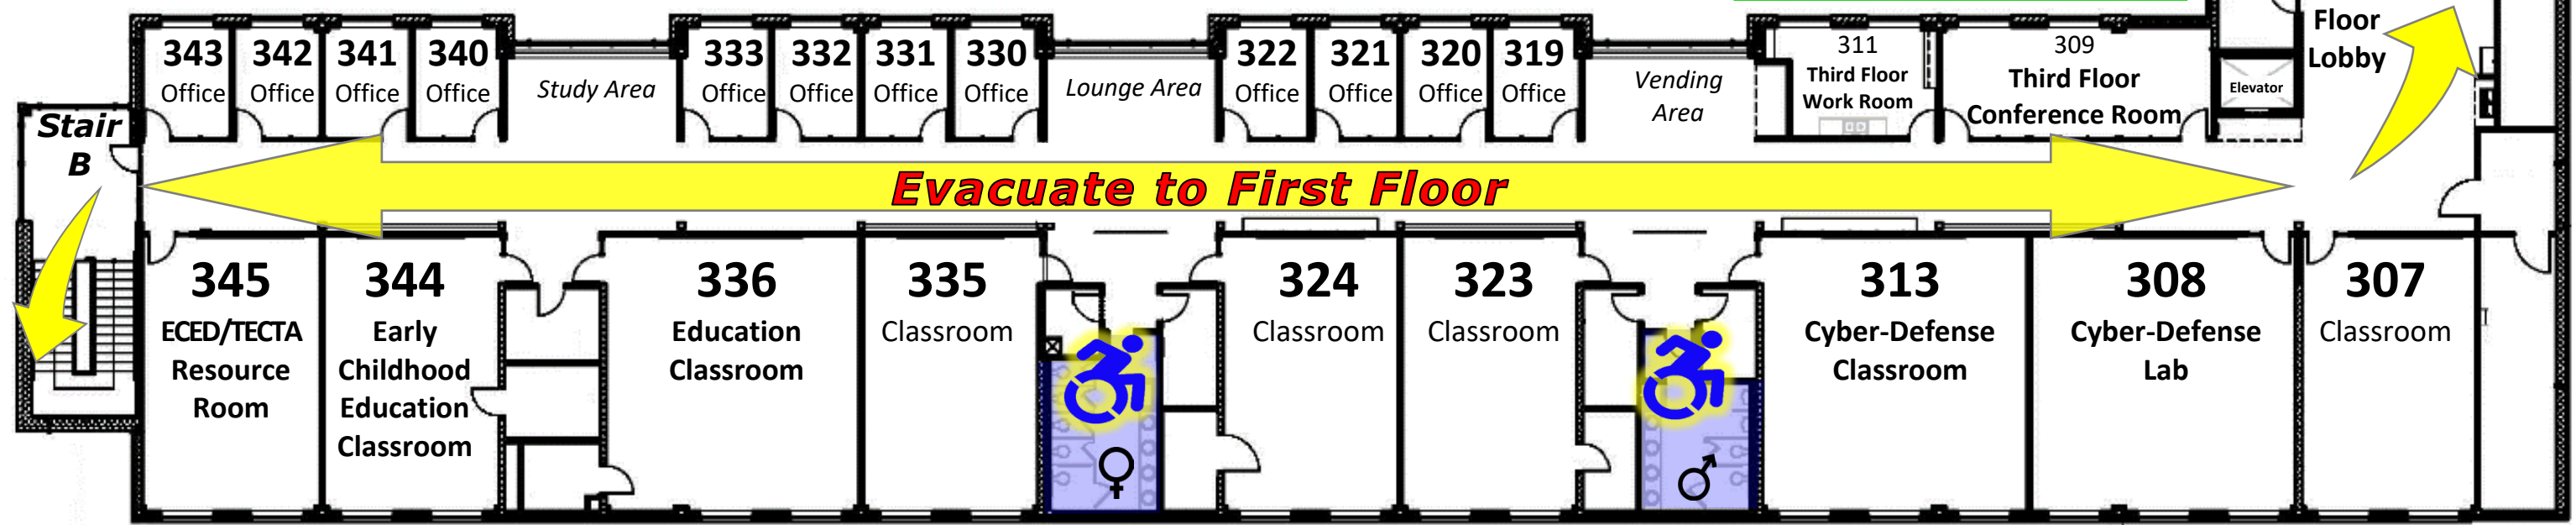 343
Office
342
Office
341
Office
340
Office
Study Area
333
Office
332
Office
331
Office
330
Office
Lounge Area
322
Office
321
Office
320
Office
319
Office
Vending
Area
311
Third Floor
Work Room
309
Third Floor
Conference Room
Elevator
Floor
Lobby
Stair
B
Evacuate to First Floor
345
ECED/TECTA
Resource
Room
344
Early
Childhood
Education
Classroom
336
Education
Classroom
335
Classroom
324
Classroom
323
Classroom
313
Cyber-Defense
Classroom
308
Cyber-Defense
Lab
307
Classroom